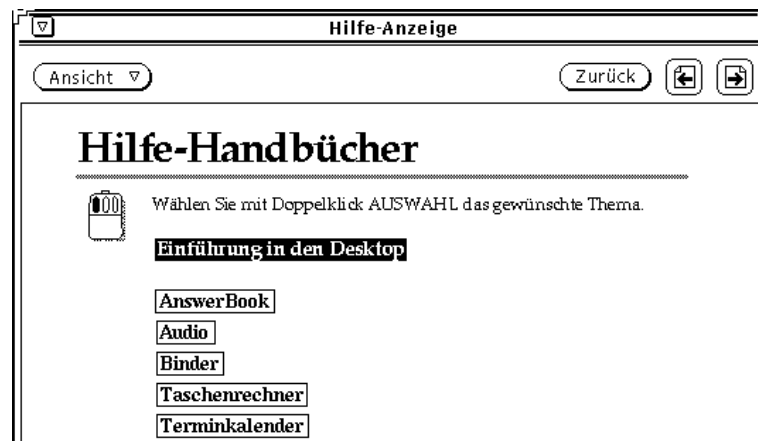 Hilfe-Anzeige
Ansicht
Zurück
Hilfe-Handbücher
Wählen Sie mit Doppelklick AUSWAHL das gewünschte Thema.
Einführung in den Desktop
AnswerBook
Audio
Binder
Taschenrechner
Terminkalender